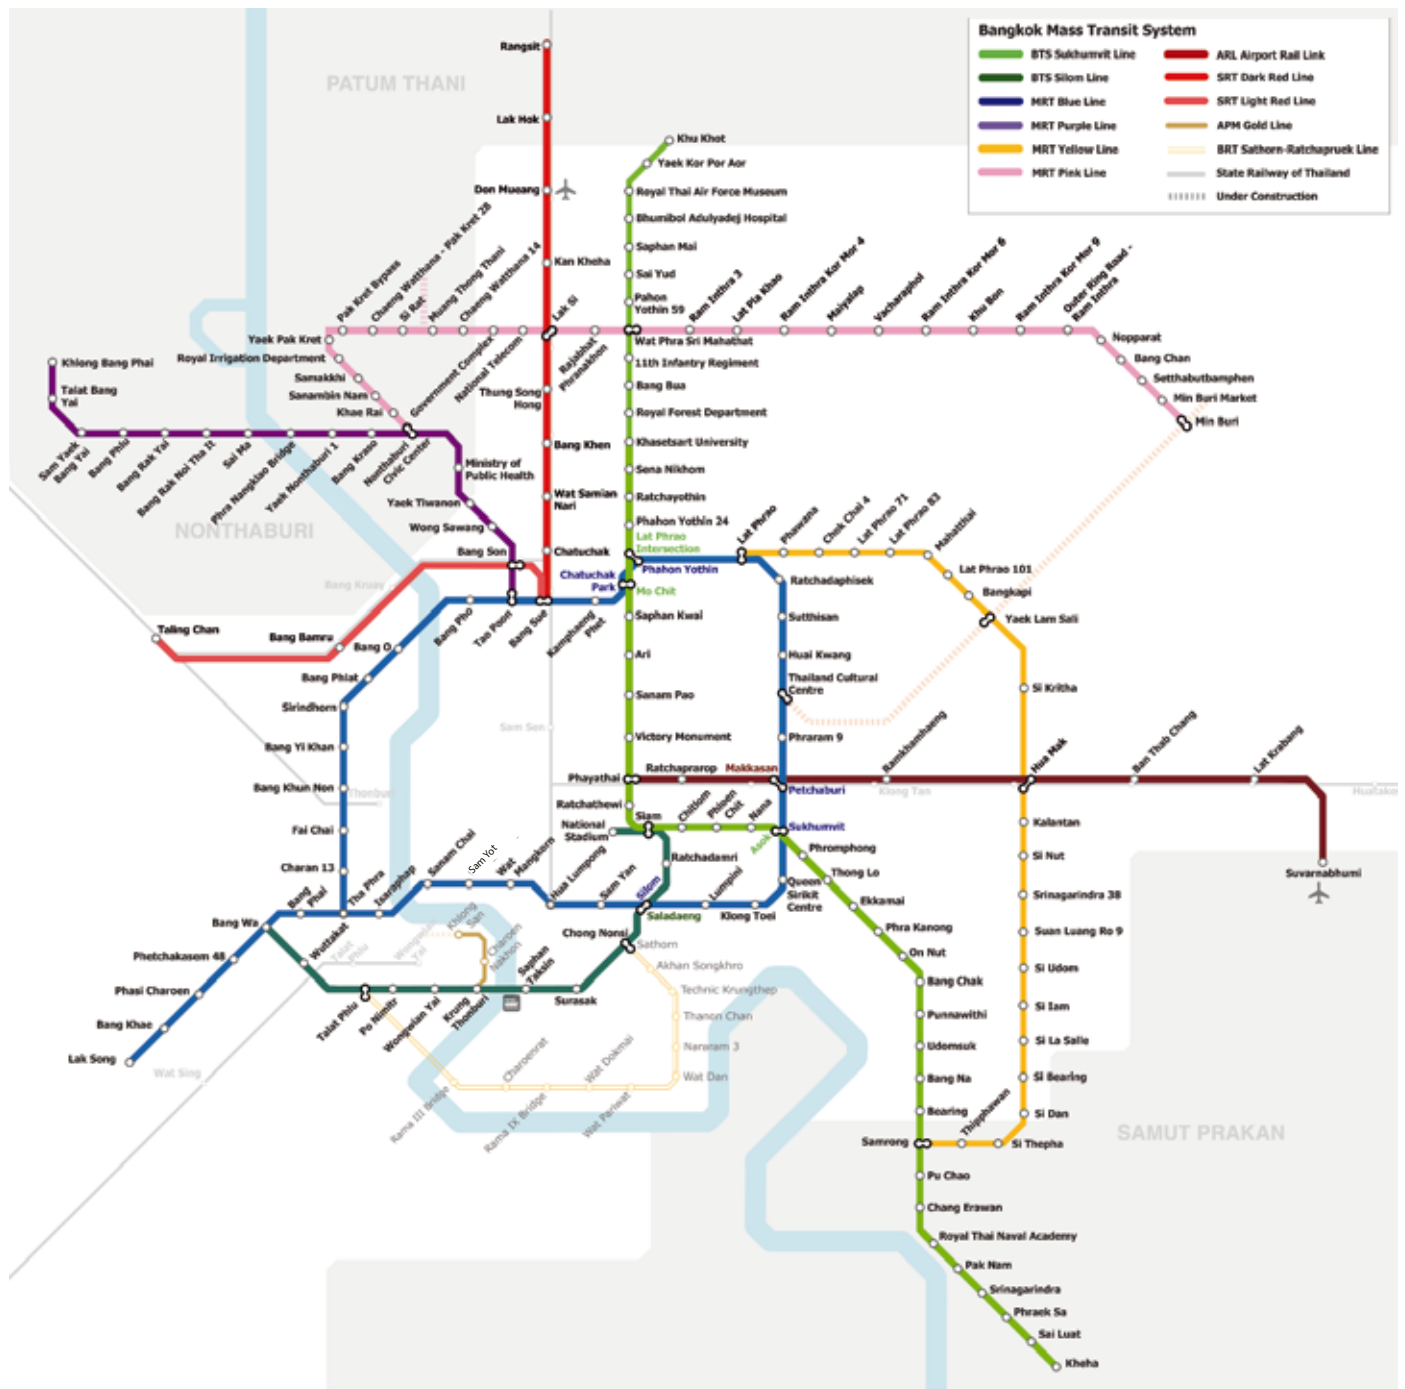 Bangkok Mass Transit System
BTS Sukhumvit Line
BTS Silom Line
MRT Blue Line
MRT Purple Line
MRT Yellow Line
MRT Pink Line
ARL Airport Rail Link
SRT Dark Red Line
SRT Light Red Line
APM Gold Line
BRT Sathorn-Ratchapruek Line
State Railway of Thailand
Under Construction
PATUM THANI
NONTHABURI
SAMUT PRAKAN
Rangsit
Lak Hok
Don Mueang
Kan Kheha
Lak Si
Thung Song
Hong
Bang Khen
Wat Samian
Nari
Chatuchak
Bang Sue
Khu Khot
Yaek Kor Por Aor
Royal Thai Air Force Museum
Bhumibol Adulyadej Hospital
Saphan Mai
Sai Yud
Pahon
Yothin 59
Wat Phra Sri Mahathat
11th Infantry Regiment
Bang Bua
Royal Forest Department
Khasetsart University
Sena Nikhom
Ratchayothin
Phahon Yothin 24
Lat Phrao
Intersection
Phahon Yothin
Chatuchak
Park
Mo Chit
Saphan Kwai
Ari
Sanam Pao
Victory Monument
Phayathai
Ratchathewi
Siam
Chitlom
Phloen
Chit
Nana
Asok
Sukhumvit
Phromphong
Thong Lo
Ekkamai
Phra Kanong
On Nut
Bang Chak
Punnawithi
Udomsuk
Bang Na
Bearing
Samrong
Pu Chao
Chang Erawan
Royal Thai Naval Academy
Pak Nam
Srinagarindra
Phraek Sa
Sai Luat
Kheha
Pak Kret Bypass
Chaeng Watthana - Pak Kret 28
Si Rat
Muang Thong Thani
Chaeng Watthana 14
Government Complex
National Telecom
Rajabhat
Phranakhon
Ram Inthra 3
Lat Pla Khao
Ram Inthra Kor Mor 4
Maiyalap
Vacharaphol
Ram Inthra Kor Mor 6
Khu Bon
Ram Inthra Kor Mor 9
Outer Ring Road -
Ram Inthra
Nopparat
Bang Chan
Setthabutbamphen
Min Buri Market
Min Buri
Yaek Pak Kret
Royal Irrigation Department
Samakkhi
Sanambin Nam
Khae Rai
Khlong Bang Phai
Talat Bang
Yai
Sam Yaek
Bang Yai
Bang Phlu
Bang Rak Yai
Bang Rak Noi Tha It
Sai Ma
Phra Nangklao Bridge
Yaek Nonthaburi 1
Bang Kraso
Nonthaburi
Civic Center
Ministry of
Public Health
Yaek Tiwanon
Wong Sawang
Bang Son
Tao Poon
Bang Kruay
Taling Chan
Bang Bamru
Bang Pho
Kamphaeng
Phet
Bang O
Bang Phlat
Sirindhorn
Bang Yi Khan
Bang Khun Non
Fai Chai
Charan 13
Thonburi
Sam Sen
Lat Phrao
Phawana
Chok Chai 4
Lat Phrao 71
Lat Phrao 83
Mahatthai
Lat Phrao 101
Bangkapi
Yaek Lam Sali
Si Kritha
Hua Mak
Kalantan
Si Nut
Srinagarindra 38
Suan Luang Ro 9
Si Udom
Si Iam
Si La Salle
Si Bearing
Si Dan
Si Thepha
Thipphawan
Ratchadaphisek
Sutthisan
Huai Kwang
Thailand Cultural
Centre
Phraram 9
Petchaburi
Ratchaprarop
Makkasan
Ramkhamhaeng
Klong Tan
Ban Thab Chang
Lat Krabang
Huatake
Suvarnabhumi
National
Stadium
Ratchadamri
Silom
Saladaeng
Lumpini
Klong Toei
Queen
Sirikit
Centre
Sanam Chai
Sam Yot
Wat
Mangkorn
Hua Lumpong
Sam Yan
Bang
Phai
Tha Phra
Isaraphap
Bang Wa
Phetchakasem 48
Phasi Charoen
Bang Khae
Lak Song
Wat Sing
Wuttakat
Talat
Phlu
Wongwian
Yai
Khlong
San
Charoen
Nakhon
Talat Phlu
Po Nimitr
Wongwian Yai
Krung
Thonburi
Saphan
Taksin
Surasak
Chong Nonsi
Sathorn
Akhan Songkhro
Technic Krungthep
Thanon Chan
Nararam 3
Wat Dan
Wat Pariwat
Wat Dokmai
Rama IX Bridge
Charoenrat
Rama III Bridge